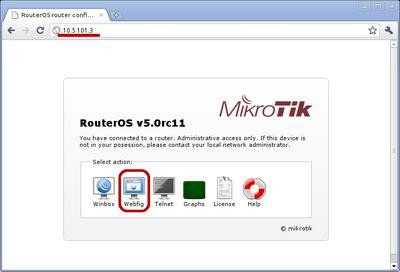 RouterOS router confi...
10.5.101.3
MikroTik
RouterOS v5.0rc11
You have connected to a router. Administrative access only. If this device is
not in your posession, please contact your local network administrator.
Select action:
Winbox Webfig Telnet Graphs License Help
© mikrotik